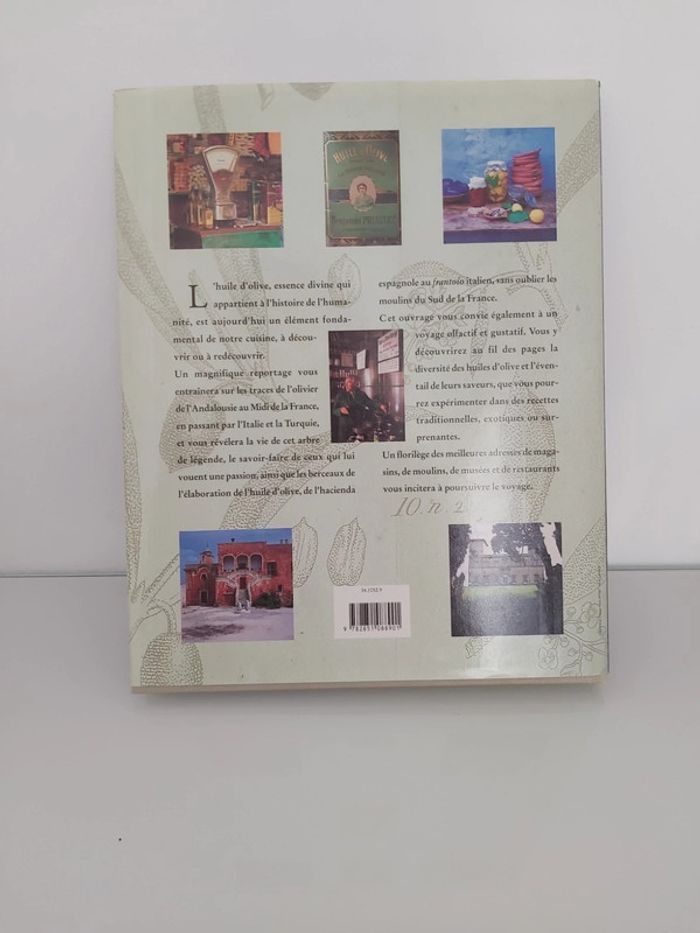 HUILE D'OLIVE
L'huile d'olive, essence divine qui
appartient à l'histoire de l'huma-
nité, est aujourd'hui un élément fonda-
mental de notre cuisine, à décou-
vrir ou à redécouvrir.
Un magnifique reportage vous
entraînera sur les traces de l'olivier
de l'Andalousie au Midi de la France,
en passant par l'Italie et la Turquie,
et vous révélera la vie de cet arbre
de légende, le savoir-faire de ceux qui lui
vouent une passion, ainsi que les berceaux de
l'élaboration de l'huile d'olive, de l'hacienda
espagnole au frantoio italien, sans oublier les
moulins du Sud de la France.
Cet ouvrage vous convie également à un
voyage olfactif et gustatif. Vous y
découvrirez au fil des pages la
diversité des huiles d'olive et l'éven-
tail de leurs saveurs, que vous pour-
rez expérimenter dans des recettes
traditionnelles, exotiques ou sur-
prenantes.
Un florilège des meilleures adresses de maga-
sins, de moulins, de musées et de restaurants
vous incitera à poursuivre le voyage.
10. n. 2
9 782851 086901